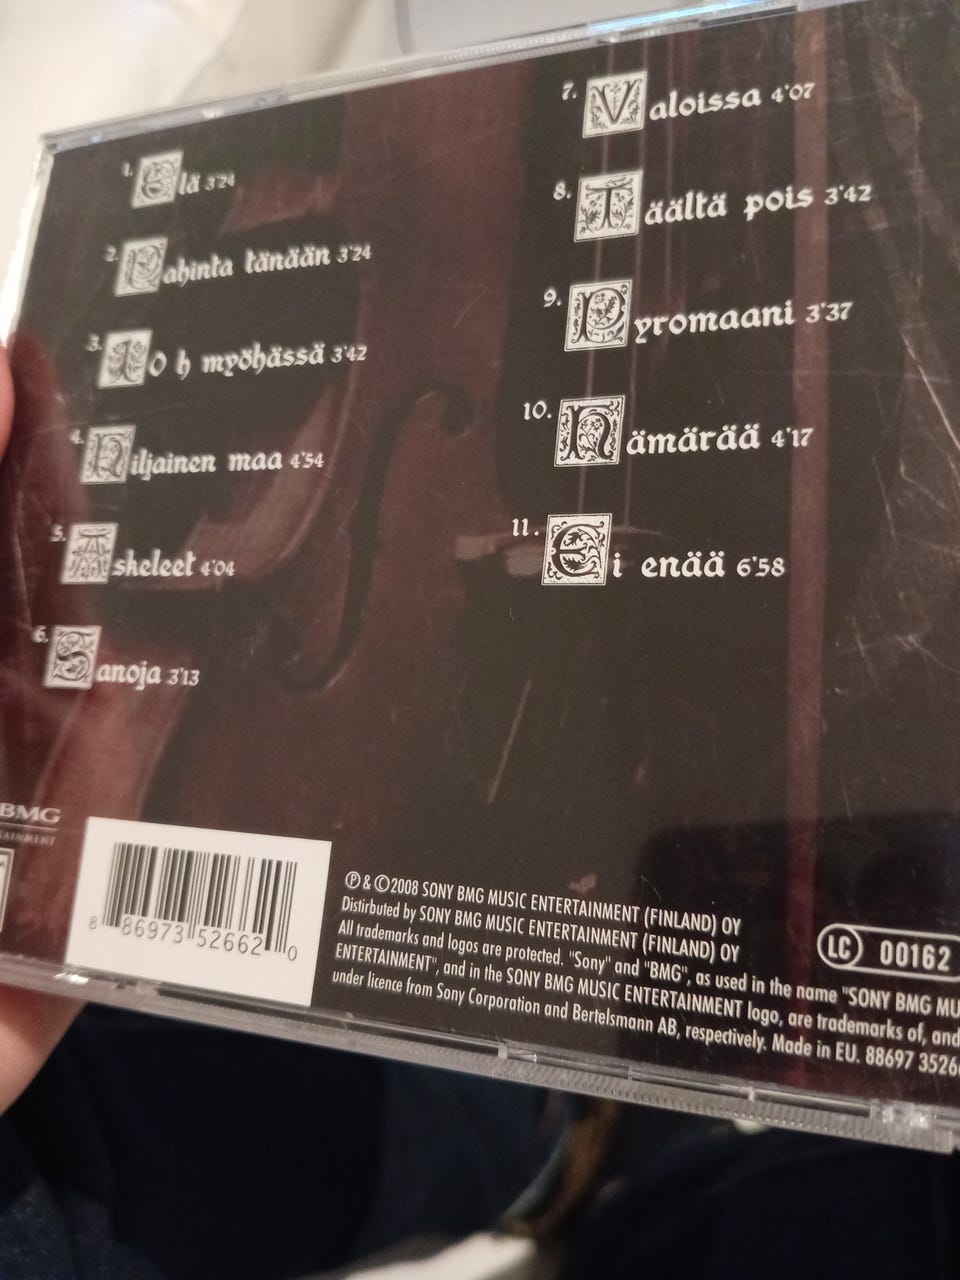 1. Elä 3'24
2. Pahinta tänään 3'24
3. 10 h myöhässä 3'42
4. Hiljainen maa 4'54
5. Askeleet 4'04
6. Sanoja 3'13
7. Valoissa 4'07
8. Täältä pois 3'42
9. Pyromaani 3'37
10. Hämärää 4'17
11. Ei enää 6'58
BMG
8 86973 52662 0
Ⓟ & ©2008 SONY BMG MUSIC ENTERTAINMENT (FINLAND) OY
Distirbuted by SONY BMG MUSIC ENTERTAINMENT (FINLAND) OY
All trademarks and logos are protected. "Sony" and "BMG", as used in the name "SONY BMG MU
ENTERTAINMENT", and in the SONY BMG MUSIC ENTERTAINMENT logo, are trademarks of, and
under licence from Sony Corporation and Bertelsmann AB, respectively. Made in EU. 88697 3526
LC 00162